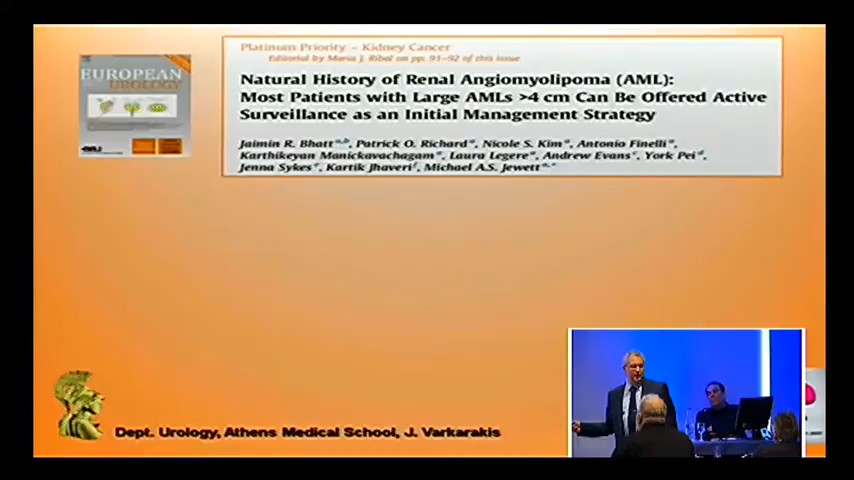 Platinum Priority – Kidney Cancer
Editorial by Maria J. Ribal on pp. 91–92 of this issue
EUROPEAN
UROLOGY
Natural History of Renal Angiomyolipoma (AML):
Most Patients with Large AMLs >4 cm Can Be Offered Active
Surveillance as an Initial Management Strategy
Jaimin R. Bhatt a,b, Patrick O. Richard a, Nicole S. Kim a, Antonio Finelli a,
Karthikeyan Manickavachagam a, Laura Legere a, Andrew Evans c, York Pei d,
Jenna Sykes e, Kartik Jhaveri f, Michael A.S. Jewett a,*
Dept. Urology, Athens Medical School, J. Varkarakis